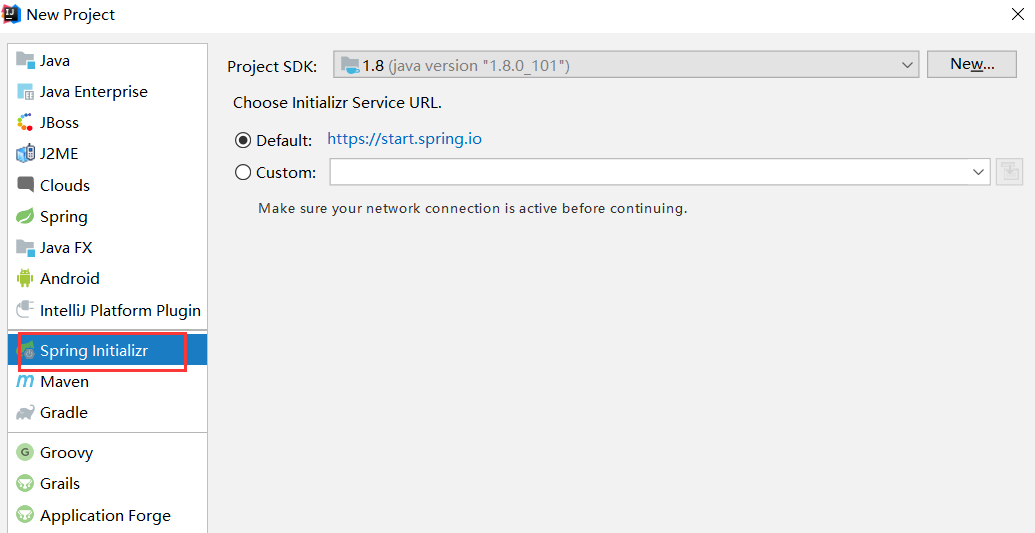 New Project
Java
Java Enterprise
JBoss
J2ME
Clouds
Spring
Java FX
Android
IntelliJ Platform Plugin
Spring Initializr
Maven
Gradle
Groovy
Grails
Application Forge
Project SDK: 1.8 (java version "1.8.0_101") New...
Choose Initializr Service URL.
Default: https://start.spring.io
Custom:
Make sure your network connection is active before continuing.